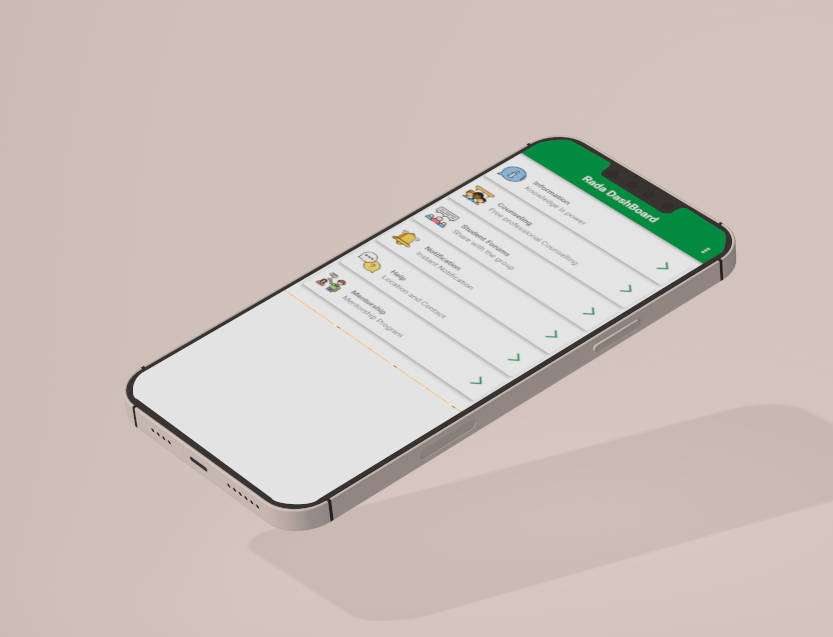 Rada DashBoard
Information
Knowledge is power
Counseling
Free professional Counselling
Student Forums
Share with the group
Notification
Instant Notification
Help
Location and Contact
Mentorship
Mentorship Program